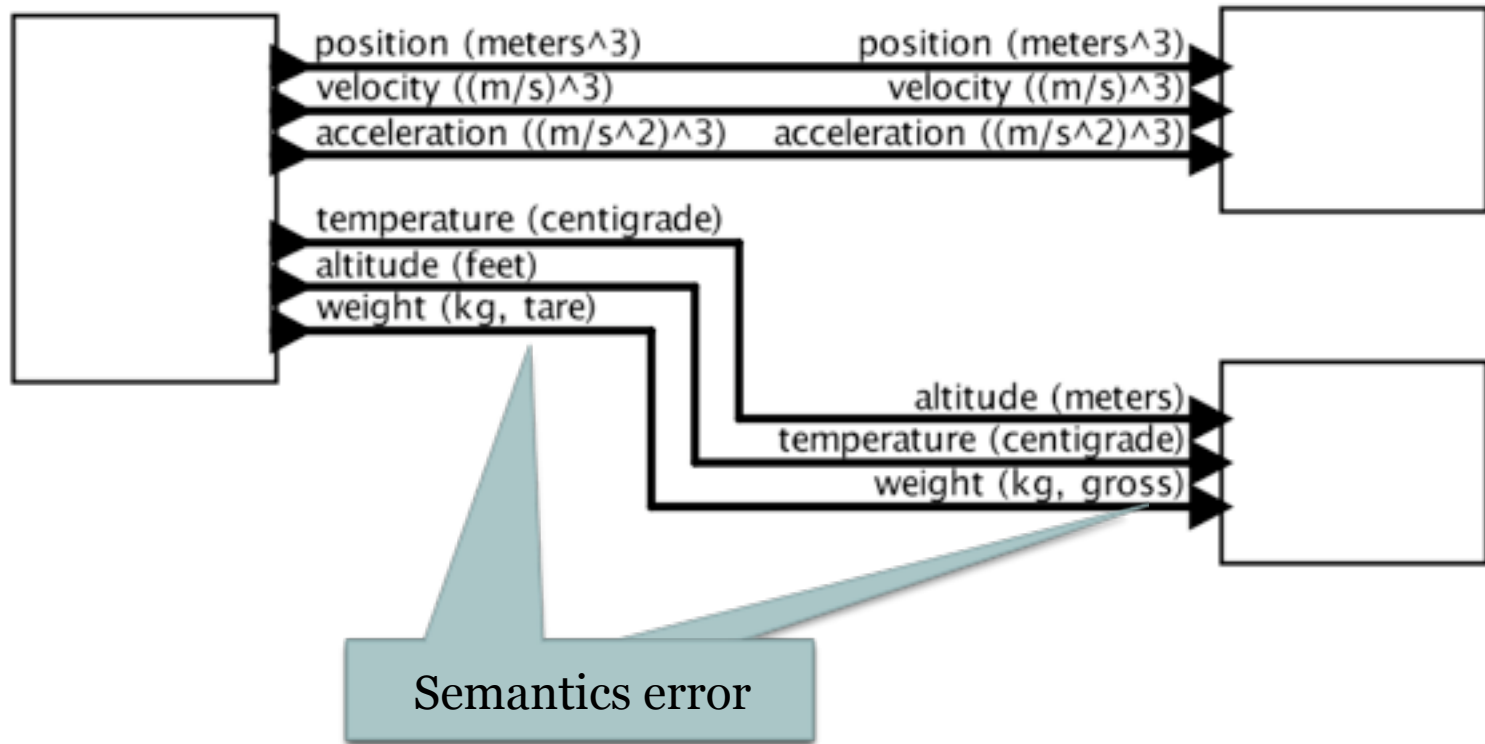 position (meters^3)
position (meters^3)
velocity ((m/s)^3)
velocity ((m/s)^3)
acceleration ((m/s^2)^3)
acceleration ((m/s^2)^3)
temperature (centigrade)
altitude (feet)
weight (kg, tare)
altitude (meters)
temperature (centigrade)
weight (kg, gross)
Semantics error